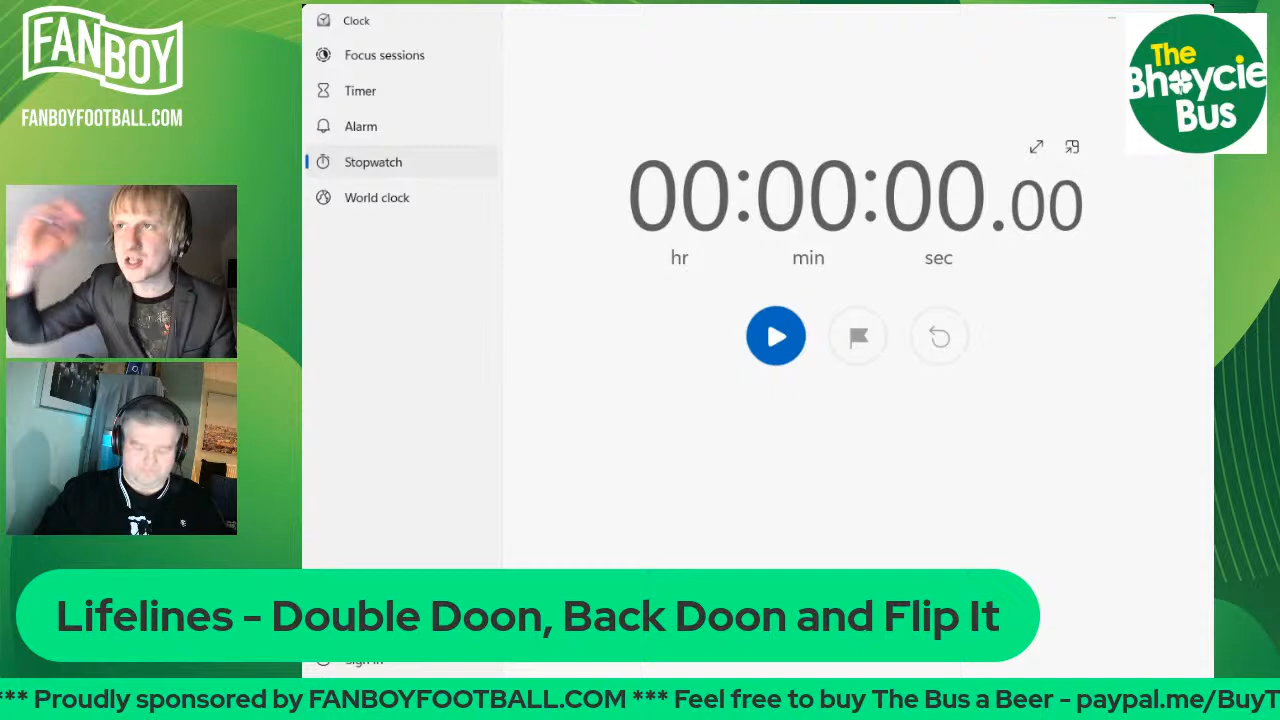 FANBOY
FANBOYFOOTBALL.COM
Clock
Focus sessions
Timer
Alarm
Stopwatch
World clock
00:00:00.00
hr min sec
The
Bhoycie
Bus
Lifelines - Double Doon, Back Doon and Flip It
Sign in
*** Proudly sponsored by FANBOYFOOTBALL.COM *** Feel free to buy The Bus a Beer - paypal.me/BuyT